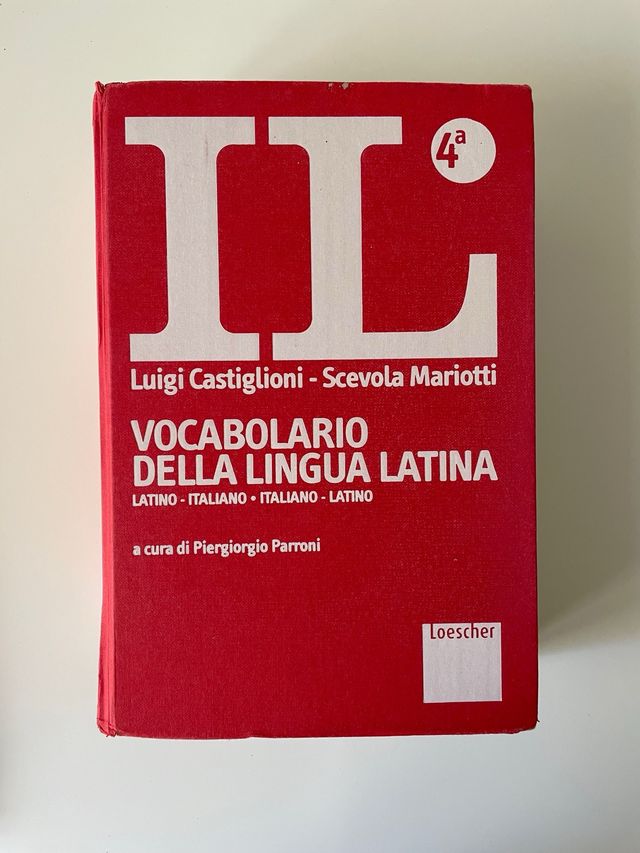 IL
4ª
Luigi Castiglioni - Scevola Mariotti
VOCABOLARIO
DELLA LINGUA LATINA
LATINO - ITALIANO • ITALIANO - LATINO
a cura di Piergiorgio Parroni
Loescher